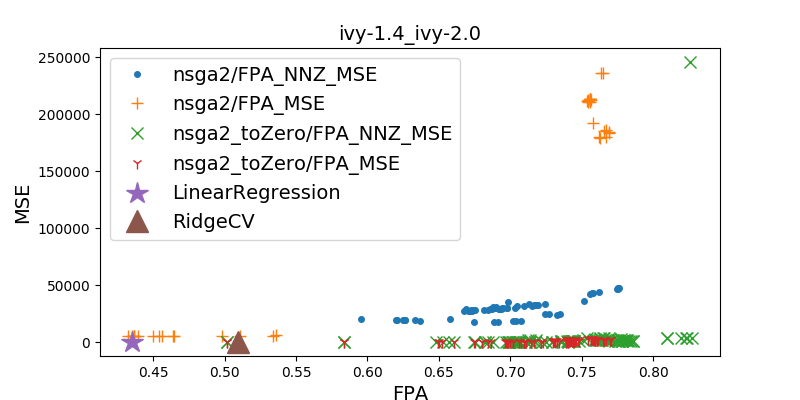 ivy-1.4_ivy-2.0
250000
200000
150000
100000
50000
0
MSE
nsga2/FPA_NNZ_MSE
nsga2/FPA_MSE
nsga2_toZero/FPA_NNZ_MSE
nsga2_toZero/FPA_MSE
LinearRegression
RidgeCV
0.45 0.50 0.55 0.60 0.65 0.70 0.75 0.80
FPA